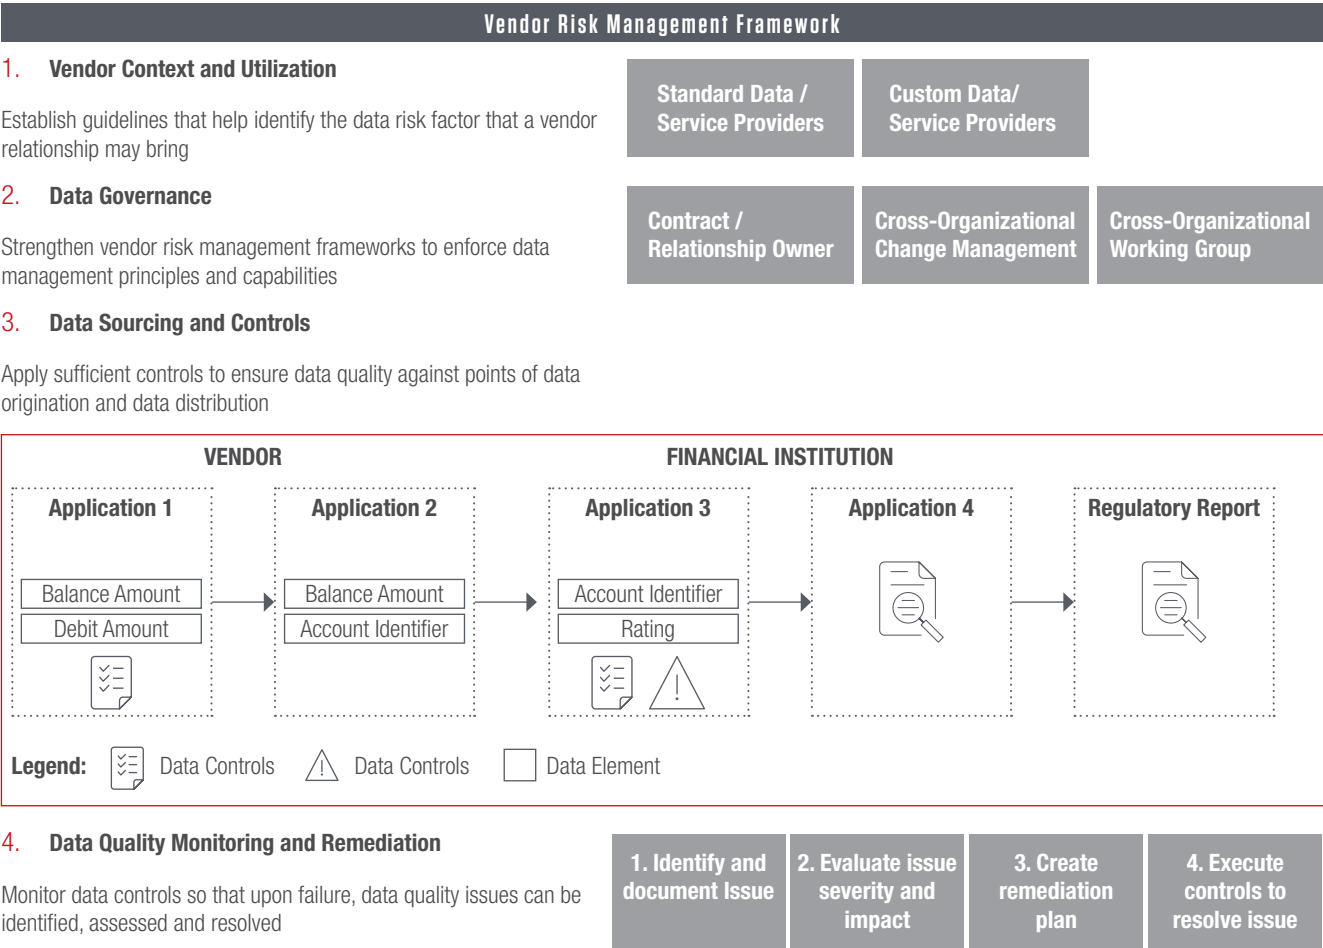 Vendor Risk Management Framework
1. Vendor Context and Utilization
Establish guidelines that help identify the data risk factor that a vendor
relationship may bring
Standard Data /
Service Providers
Custom Data/
Service Providers
2. Data Governance
Strengthen vendor risk management frameworks to enforce data
management principles and capabilities
Contract /
Relationship Owner
Cross-Organizational
Change Management
Cross-Organizational
Working Group
3. Data Sourcing and Controls
Apply sufficient controls to ensure data quality against points of data
origination and data distribution
VENDOR
FINANCIAL INSTITUTION
Application 1
Balance Amount
Debit Amount
Application 2
Balance Amount
Account Identifier
Application 3
Account Identifier
Rating
Application 4
Regulatory Report
Legend: Data Controls Data Controls Data Element
4. Data Quality Monitoring and Remediation
Monitor data controls so that upon failure, data quality issues can be
identified, assessed and resolved
1. Identify and
document Issue
2. Evaluate issue
severity and
impact
3. Create
remediation
plan
4. Execute
controls to
resolve issue